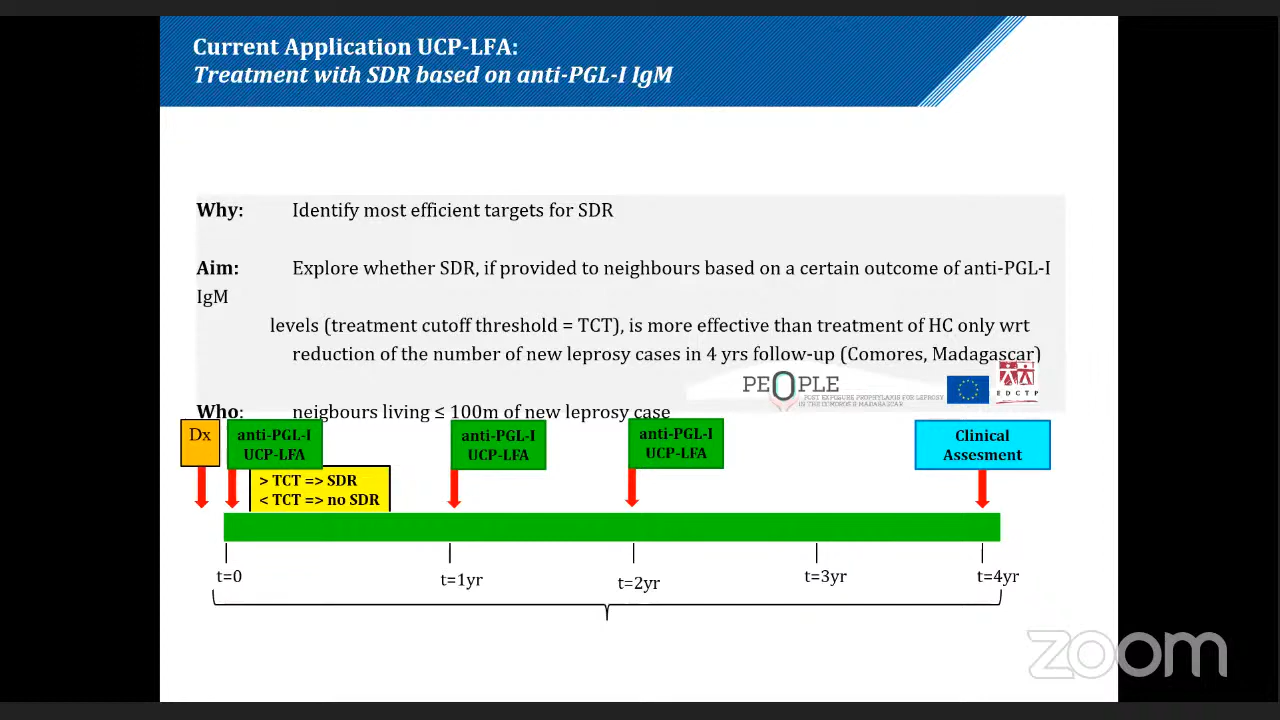 Current Application UCP-LFA:
Treatment with SDR based on anti-PGL-I IgM
Why: Identify most efficient targets for SDR
Aim: Explore whether SDR, if provided to neighbours based on a certain outcome of anti-PGL-I
IgM
levels (treatment cutoff threshold = TCT), is more effective than treatment of HC only wrt
reduction of the number of new leprosy cases in 4 yrs follow-up (Comores, Madagascar)
PEOPLE
POST EXPOSURE PROPHYLAXIS FOR LEPROSY
IN THE COMOROS & MADAGASCAR
EDCTP
Who: neigbours living ≤ 100m of new leprosy case
Dx
anti-PGL-I
UCP-LFA
anti-PGL-I
UCP-LFA
anti-PGL-I
UCP-LFA
Clinical
Assesment
> TCT => SDR
< TCT => no SDR
t=0
t=1yr
t=2yr
t=3yr
t=4yr
zoom